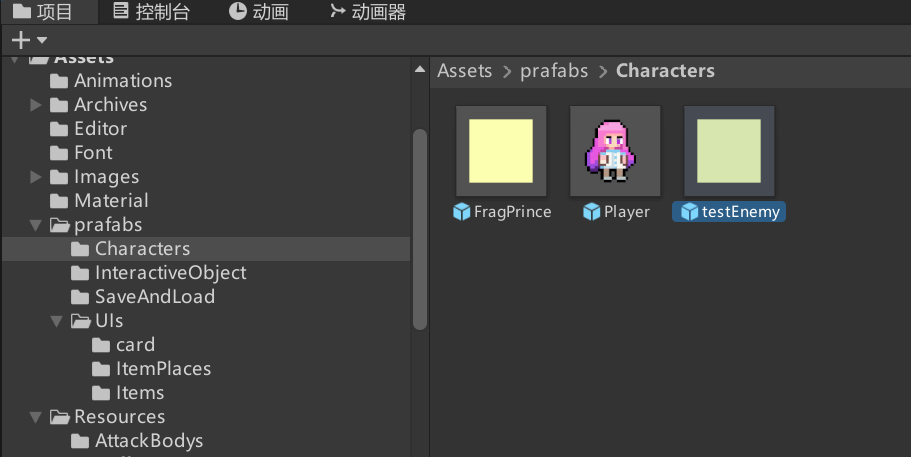 项目 控制台 动画 动画器
Assets
Animations
Archives
Editor
Font
Images
Material
prafabs
Characters
InteractiveObject
SaveAndLoad
UIs
card
ItemPlaces
Items
Resources
AttackBodys
Assets > prafabs > Characters
FragPrince Player testEnemy